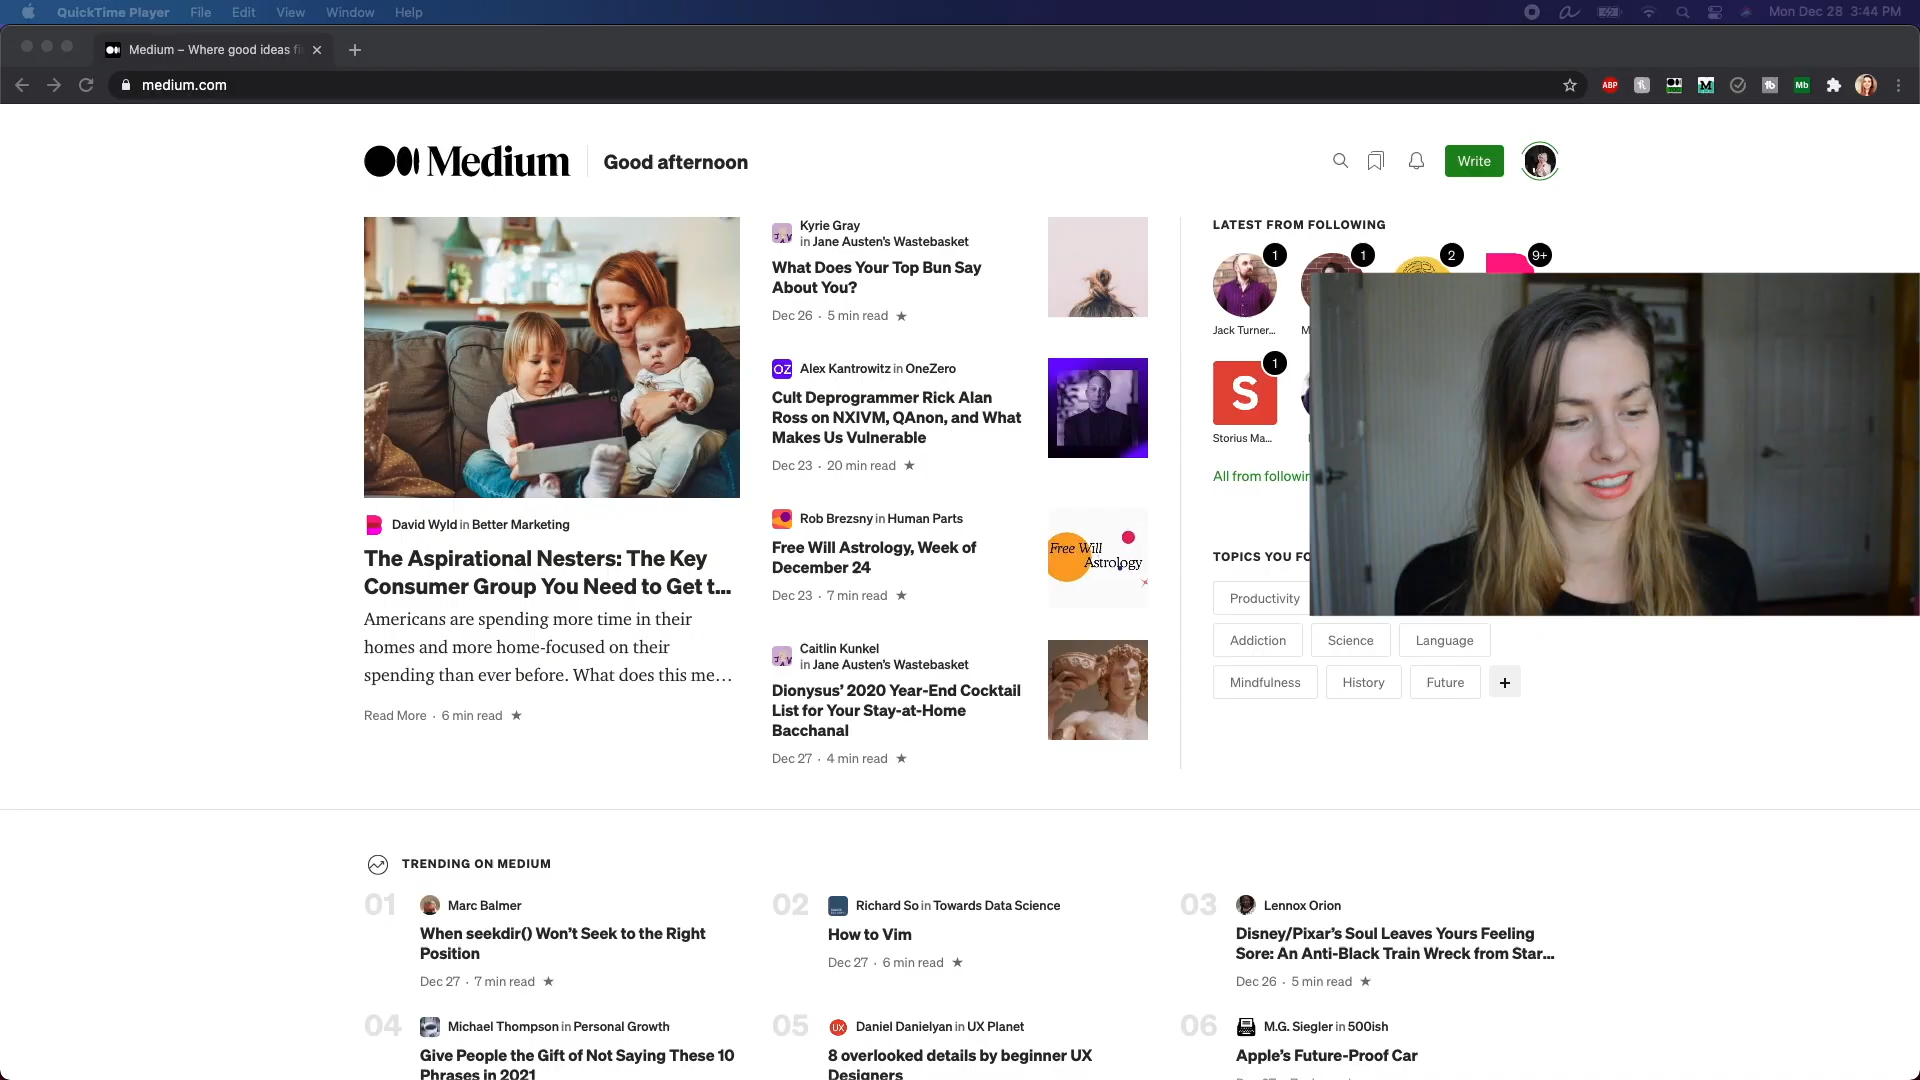 QuickTime Player File Edit View Window Help
Mon Dec 28 3:44 PM
Medium – Where good ideas fi
medium.com
ABP
Mb
Medium
Good afternoon
Write
David Wyld in Better Marketing
The Aspirational Nesters: The Key
Consumer Group You Need to Get t...
Americans are spending more time in their
homes and more home-focused on their
spending than ever before. What does this me…
Read More · 6 min read
Kyrie Gray
in Jane Austen's Wastebasket
What Does Your Top Bun Say
About You?
Dec 26 · 5 min read
OZ
Alex Kantrowitz in OneZero
Cult Deprogrammer Rick Alan
Ross on NXIVM, QAnon, and What
Makes Us Vulnerable
Dec 23 · 20 min read
Rob Brezsny in Human Parts
Free Will Astrology, Week of
December 24
Dec 23 · 7 min read
Free Will
Astrology
Caitlin Kunkel
in Jane Austen's Wastebasket
Dionysus' 2020 Year-End Cocktail
List for Your Stay-at-Home
Bacchanal
Dec 27 · 4 min read
LATEST FROM FOLLOWING
1
1
2
9+
Jack Turner...
M
1
S
Storius Ma...
All from followin
TOPICS YOU FO
Productivity
Addiction
Science
Language
Mindfulness
History
Future
+
TRENDING ON MEDIUM
01
Marc Balmer
When seekdir() Won't Seek to the Right
Position
Dec 27 · 7 min read
02
Richard So in Towards Data Science
How to Vim
Dec 27 · 6 min read
03
Lennox Orion
Disney/Pixar's Soul Leaves Yours Feeling
Sore: An Anti-Black Train Wreck from Star...
Dec 26 · 5 min read
04
Michael Thompson in Personal Growth
Give People the Gift of Not Saying These 10
Phrases in 2021
05
UX
Daniel Danielyan in UX Planet
8 overlooked details by beginner UX
Designers
06
M.G. Siegler in 500ish
Apple's Future-Proof Car